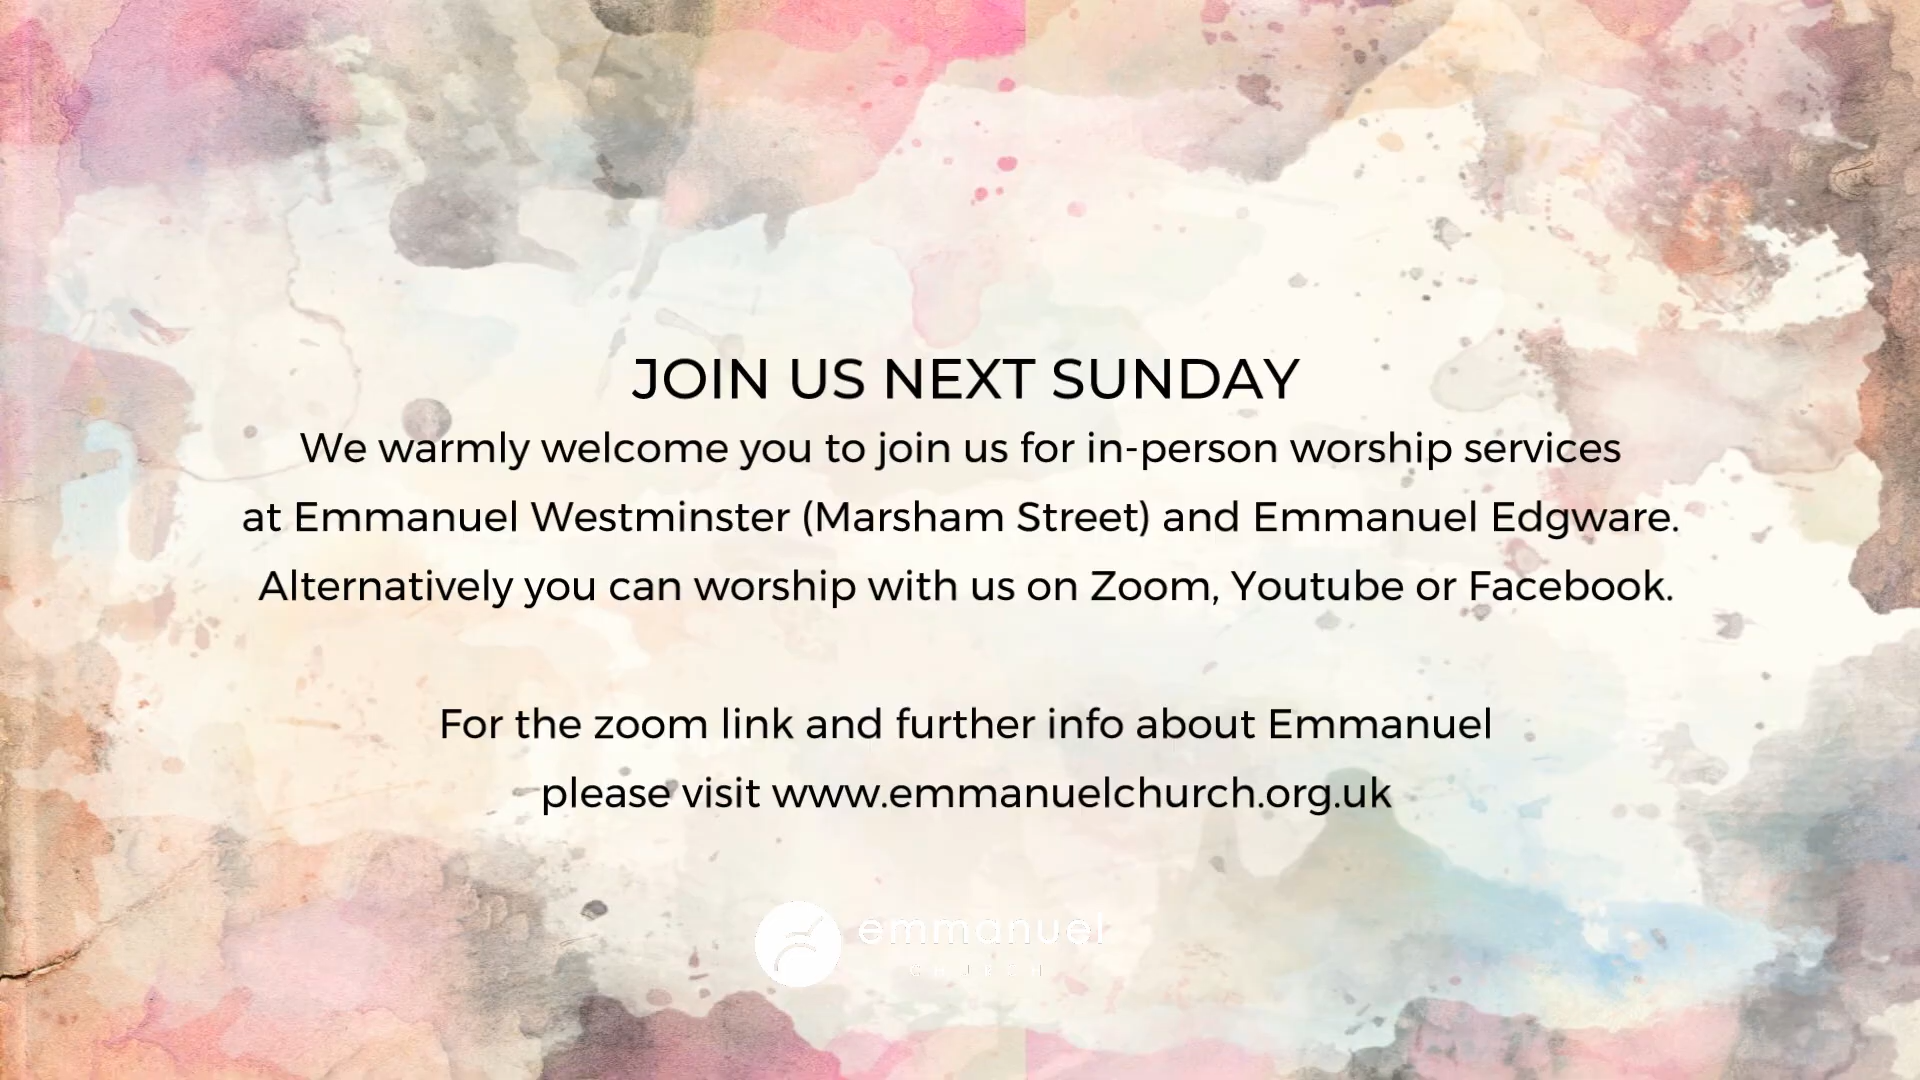 JOIN US NEXT SUNDAY
We warmly welcome you to join us for in-person worship services
at Emmanuel Westminster (Marsham Street) and Emmanuel Edgware.
Alternatively you can worship with us on Zoom, Youtube or Facebook.
For the zoom link and further info about Emmanuel
please visit www.emmanuelchurch.org.uk
emmanuel
CHURCH